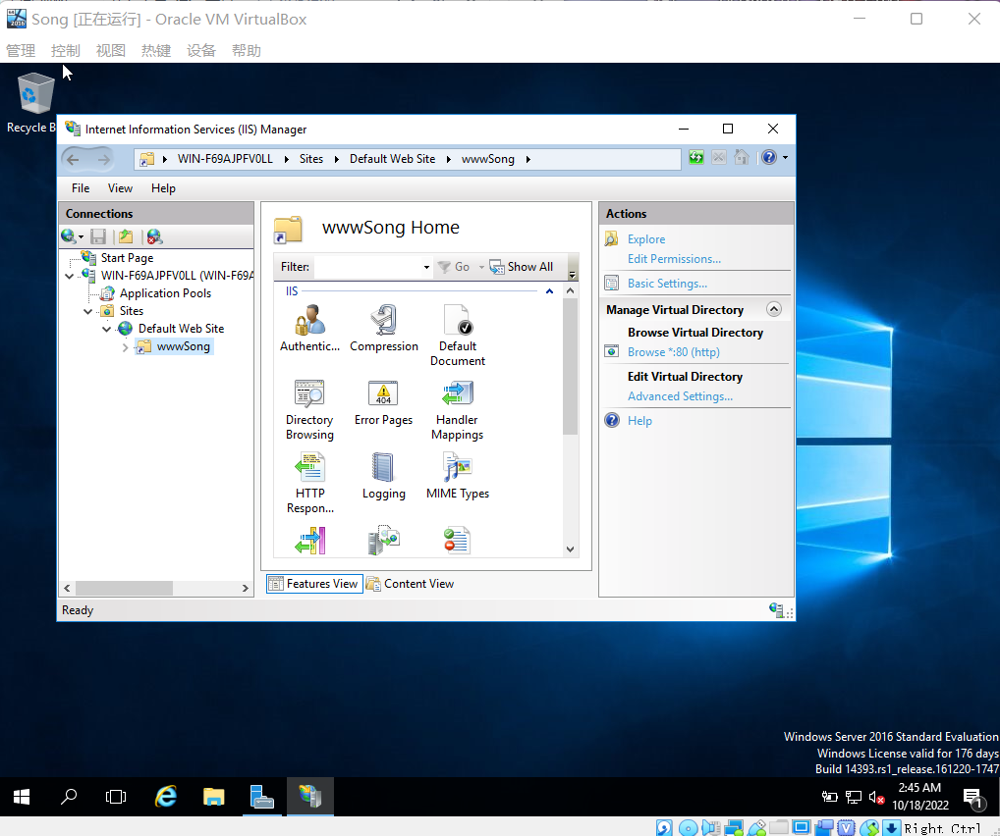 Song [正在运行] - Oracle VM VirtualBox
管理 控制 视图 热键 设备 帮助
Recycle B
Internet Information Services (IIS) Manager
WIN-F69AJPFV0LL Sites Default Web Site wwwSong
File View Help
Connections
Start Page
WIN-F69AJPFV0LL (WIN-F69A
Application Pools
Sites
Default Web Site
wwwSong
wwwSong Home
Filter: Go Show All
IIS
Authentic... Compression Default Document
Directory Browsing Error Pages Handler Mappings
404
HTTP Respon... Logging MIME Types
Features View Content View
Actions
Explore
Edit Permissions...
Basic Settings...
Manage Virtual Directory
Browse Virtual Directory
Browse *:80 (http)
Edit Virtual Directory
Advanced Settings...
Help
Ready
Windows Server 2016 Standard Evaluation
Windows License valid for 176 days
Build 14393.rs1_release.161220-1747
2:45 AM
10/18/2022
1
Right Ctrl